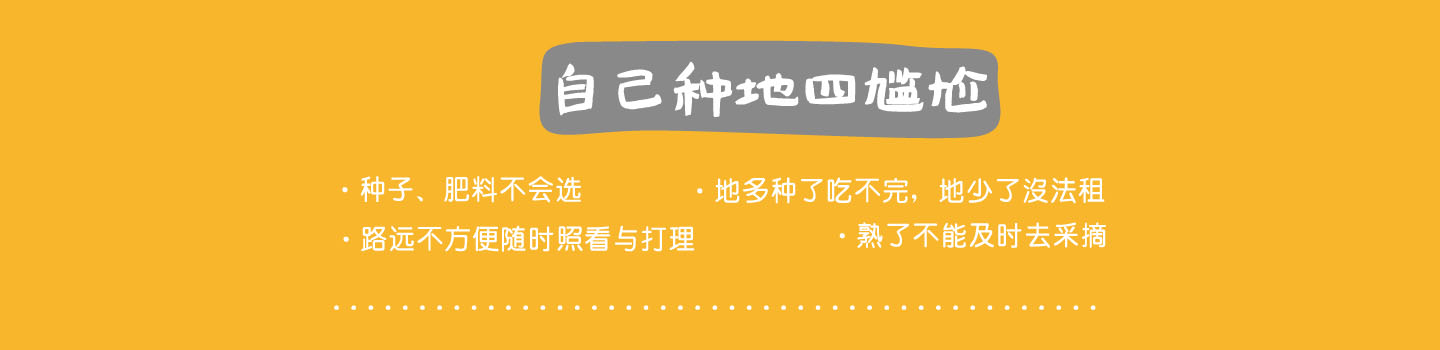 自己种地四尴尬
·种子、肥料不会选
·地多种了吃不完，地少了沒法租
·路远不方便随时照看与打理
·熟了不能及时去采摘